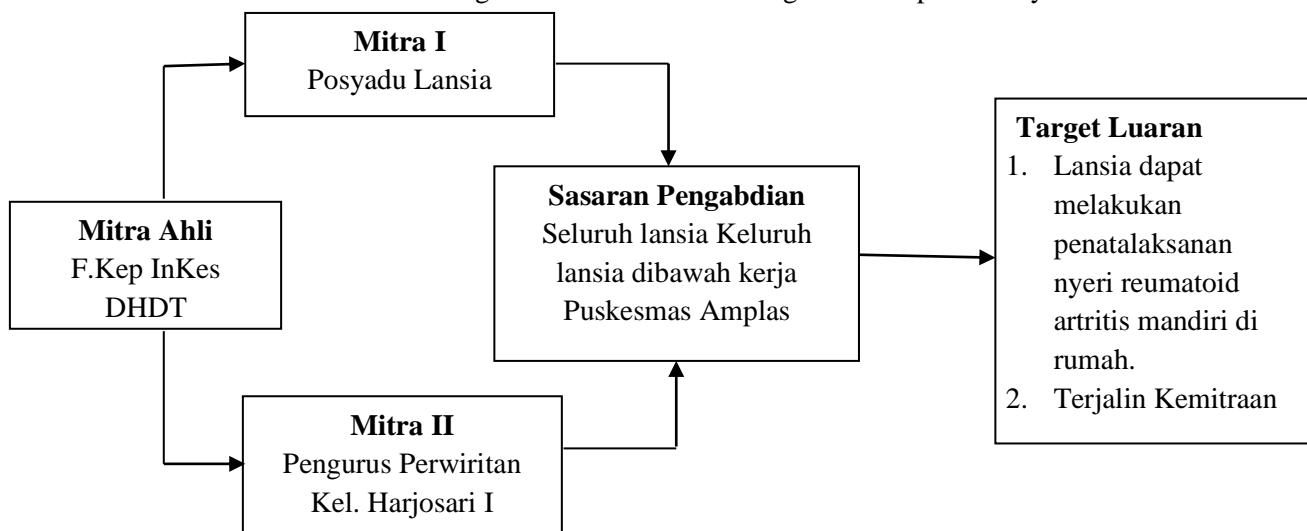 Mitra I
Posyadu Lansia
Mitra Ahli
F.Kep InKes
DHDT
Mitra II
Pengurus Perwiritan
Kel. Harjosari I
Sasaran Pengabdian
Seluruh lansia Keluruh
lansia dibawah kerja
Puskesmas Amplas
Target Luaran
1. Lansia dapat
melakukan
penatalaksanan
nyeri reumatoid
artritis mandiri di
rumah.
2. Terjalin Kemitraan